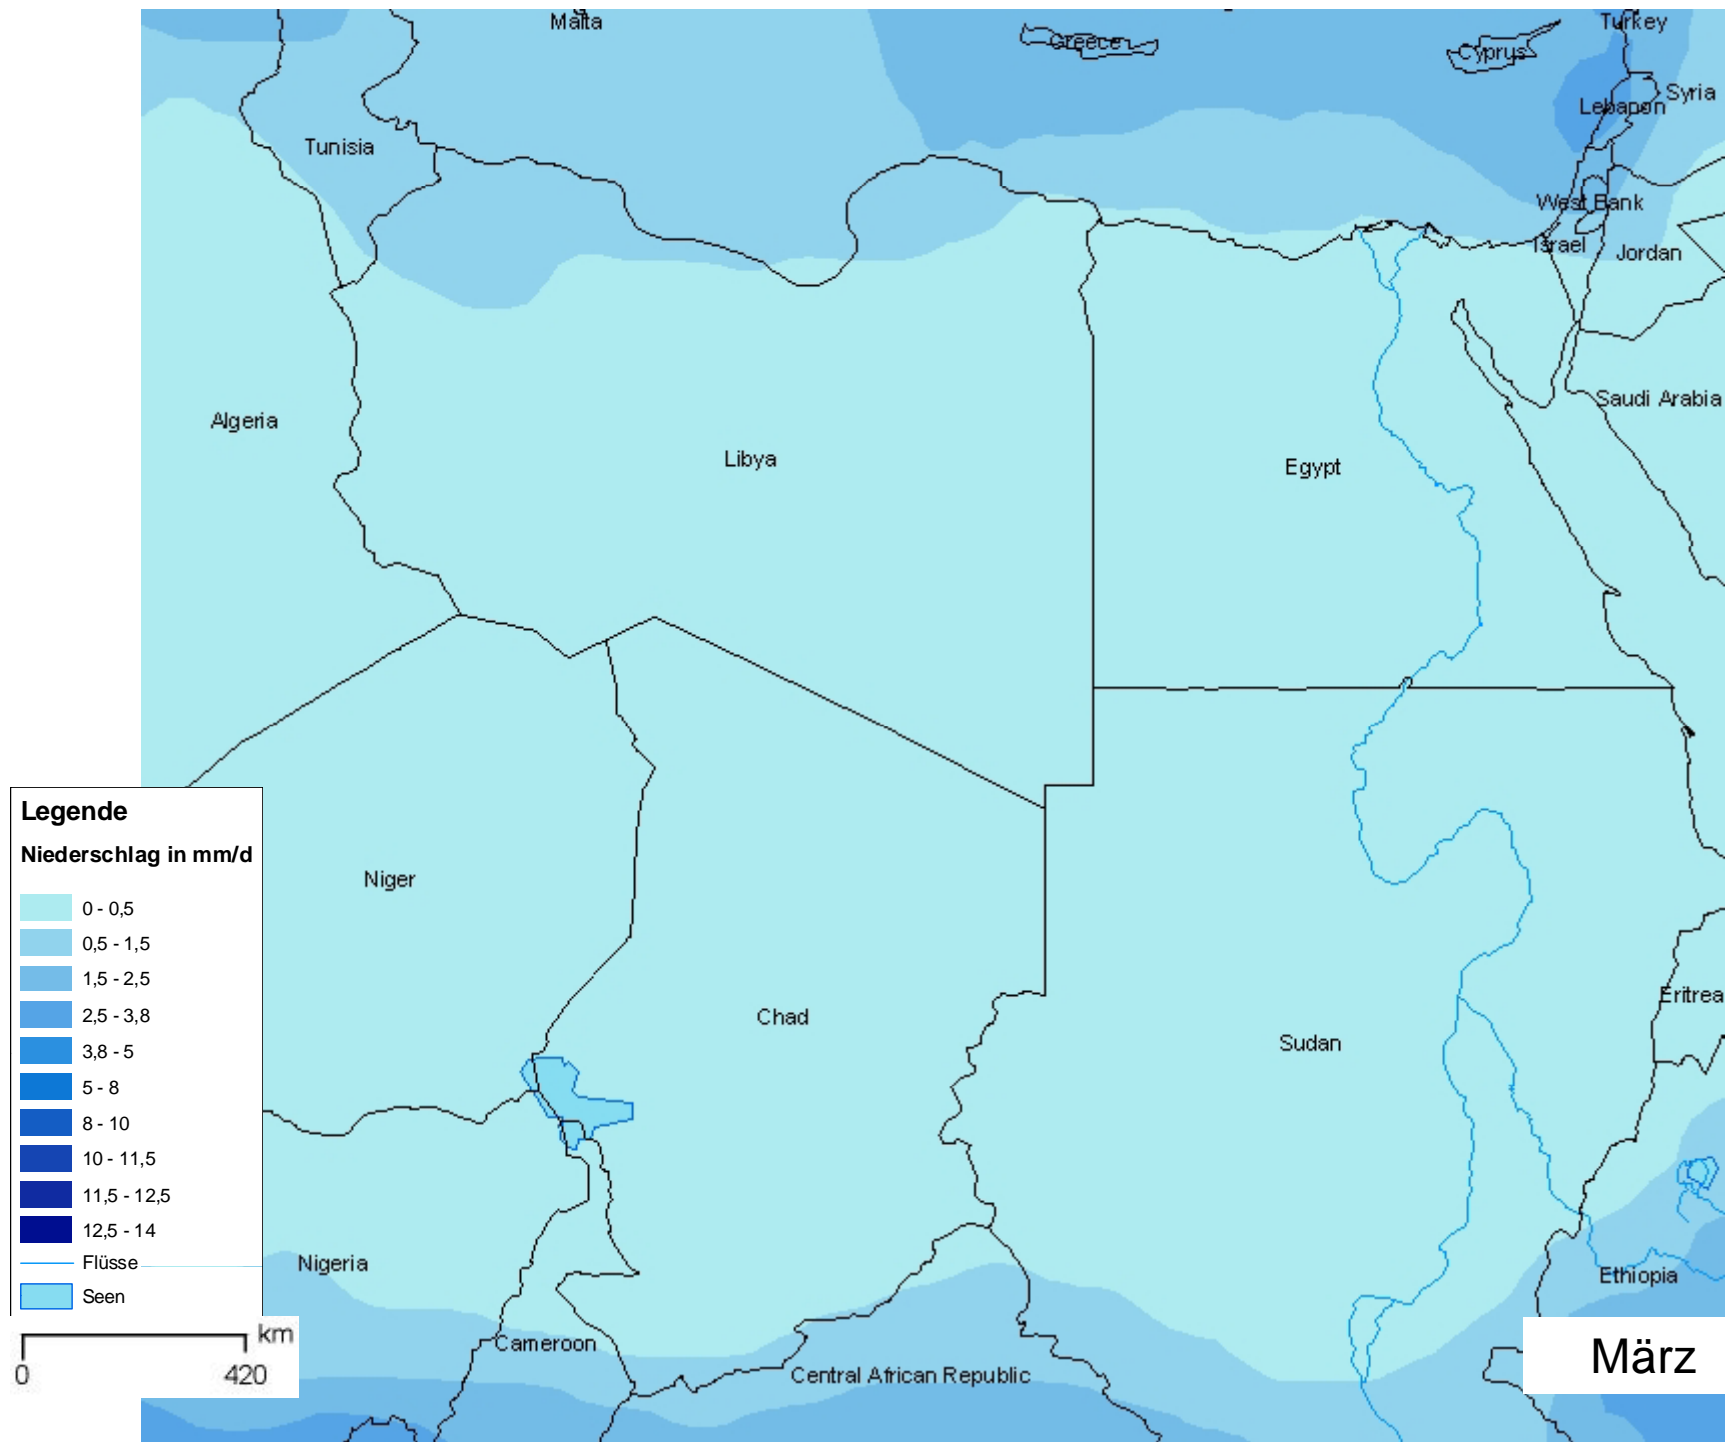 Malta
Greece
Cyprus
Turkey
Syria
Lebanon
Tunisia
West Bank
Israel
Jordan
Saudi Arabia
Algeria
Libya
Egypt
Niger
Chad
Sudan
Eritrea
Nigeria
Ethiopia
Cameroon
Central African Republic
Legende
Niederschlag in mm/d
0 - 0,5
0,5 - 1,5
1,5 - 2,5
2,5 - 3,8
3,8 - 5
5 - 8
8 - 10
10 - 11,5
11,5 - 12,5
12,5 - 14
Flüsse
Seen
km
0 420
März